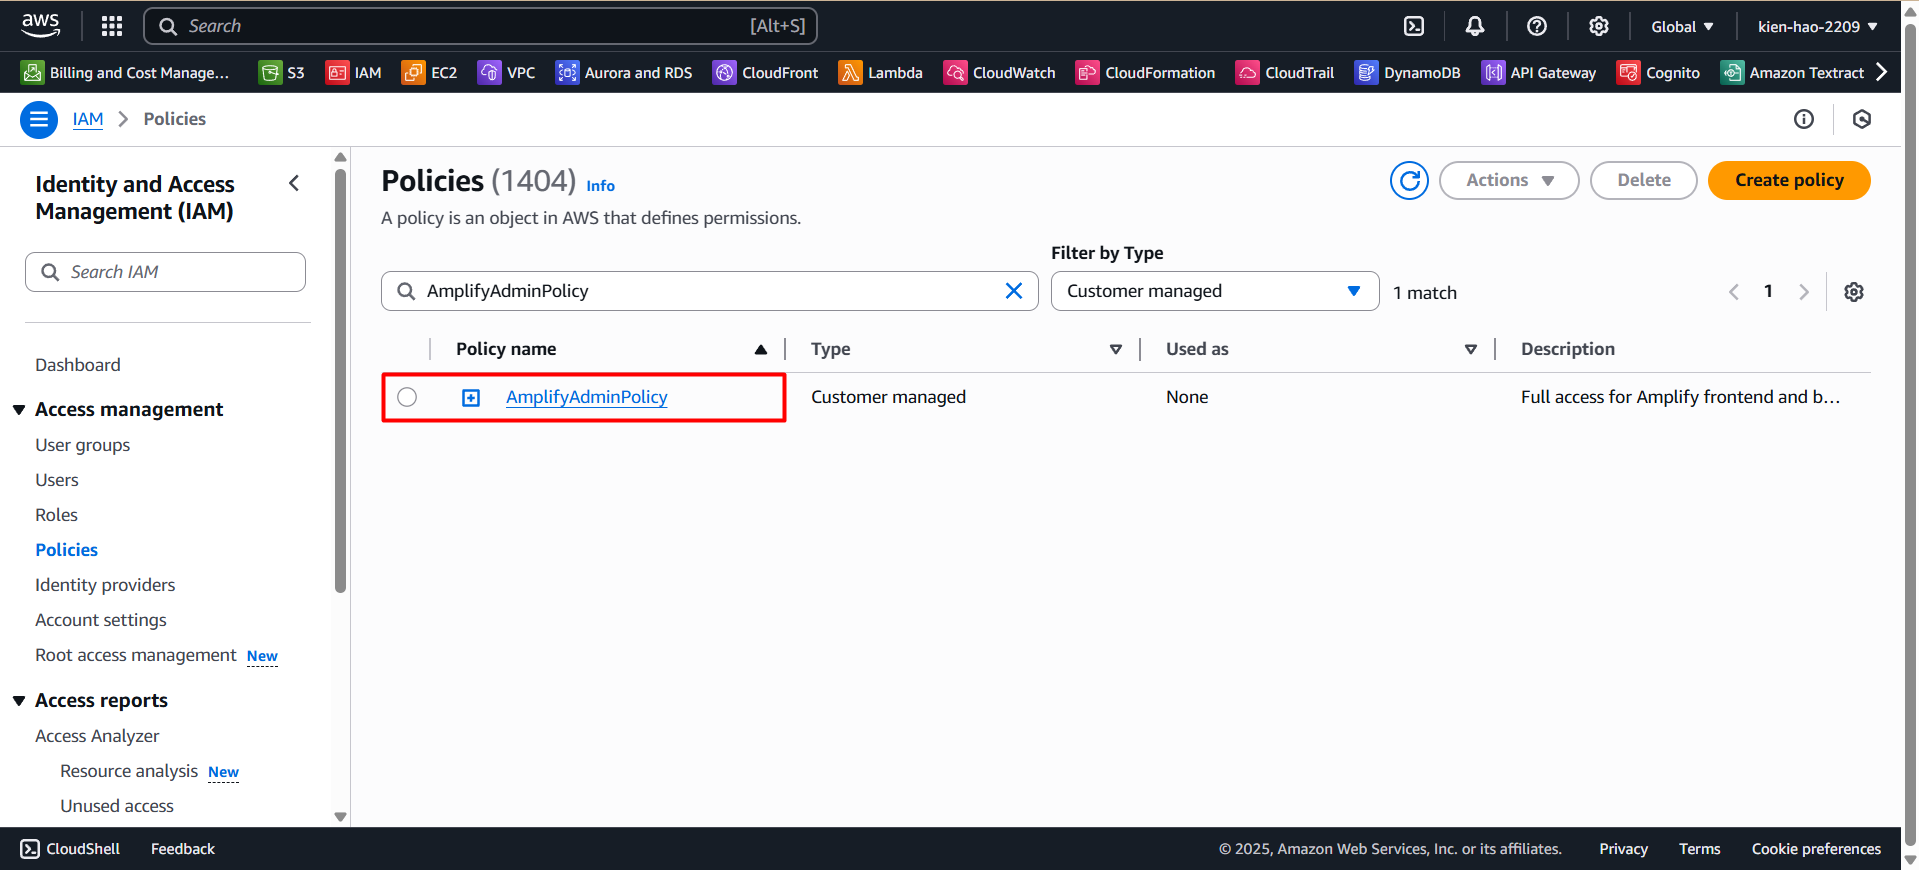 aws
Search [Alt+S]
Global kien-hao-2209
Billing and Cost Manage... S3 IAM EC2 VPC Aurora and RDS CloudFront Lambda CloudWatch CloudFormation CloudTrail DynamoDB API Gateway Cognito Amazon Textract
IAM Policies
Identity and Access
Management (IAM)
Search IAM
Dashboard
Access management
User groups
Users
Roles
Policies
Identity providers
Account settings
Root access management New
Access reports
Access Analyzer
Resource analysis New
Unused access
Policies (1404) Info
Actions Delete Create policy
A policy is an object in AWS that defines permissions.
Filter by Type
AmplifyAdminPolicy Customer managed 1 match 1
Policy name Type Used as Description
AmplifyAdminPolicy Customer managed None Full access for Amplify frontend and b...
CloudShell Feedback © 2025, Amazon Web Services, Inc. or its affiliates. Privacy Terms Cookie preferences